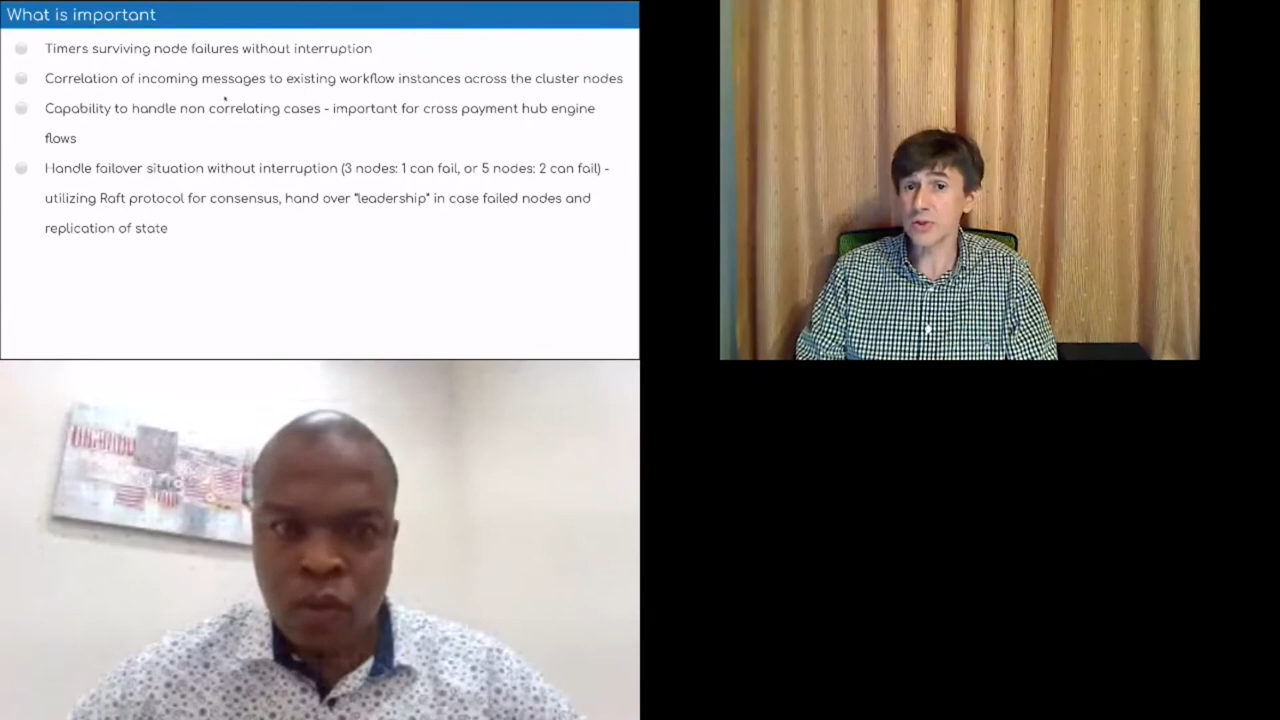 What is important
Timers surviving node failures without interruption
Correlation of incoming messages to existing workflow instances across the cluster nodes
Capability to handle non correlating cases - important for cross payment hub engine
flows
Handle failover situation without interruption (3 nodes: 1 can fail, or 5 nodes: 2 can fail) -
utilizing Raft protocol for consensus, hand over "leadership" in case failed nodes and
replication of state